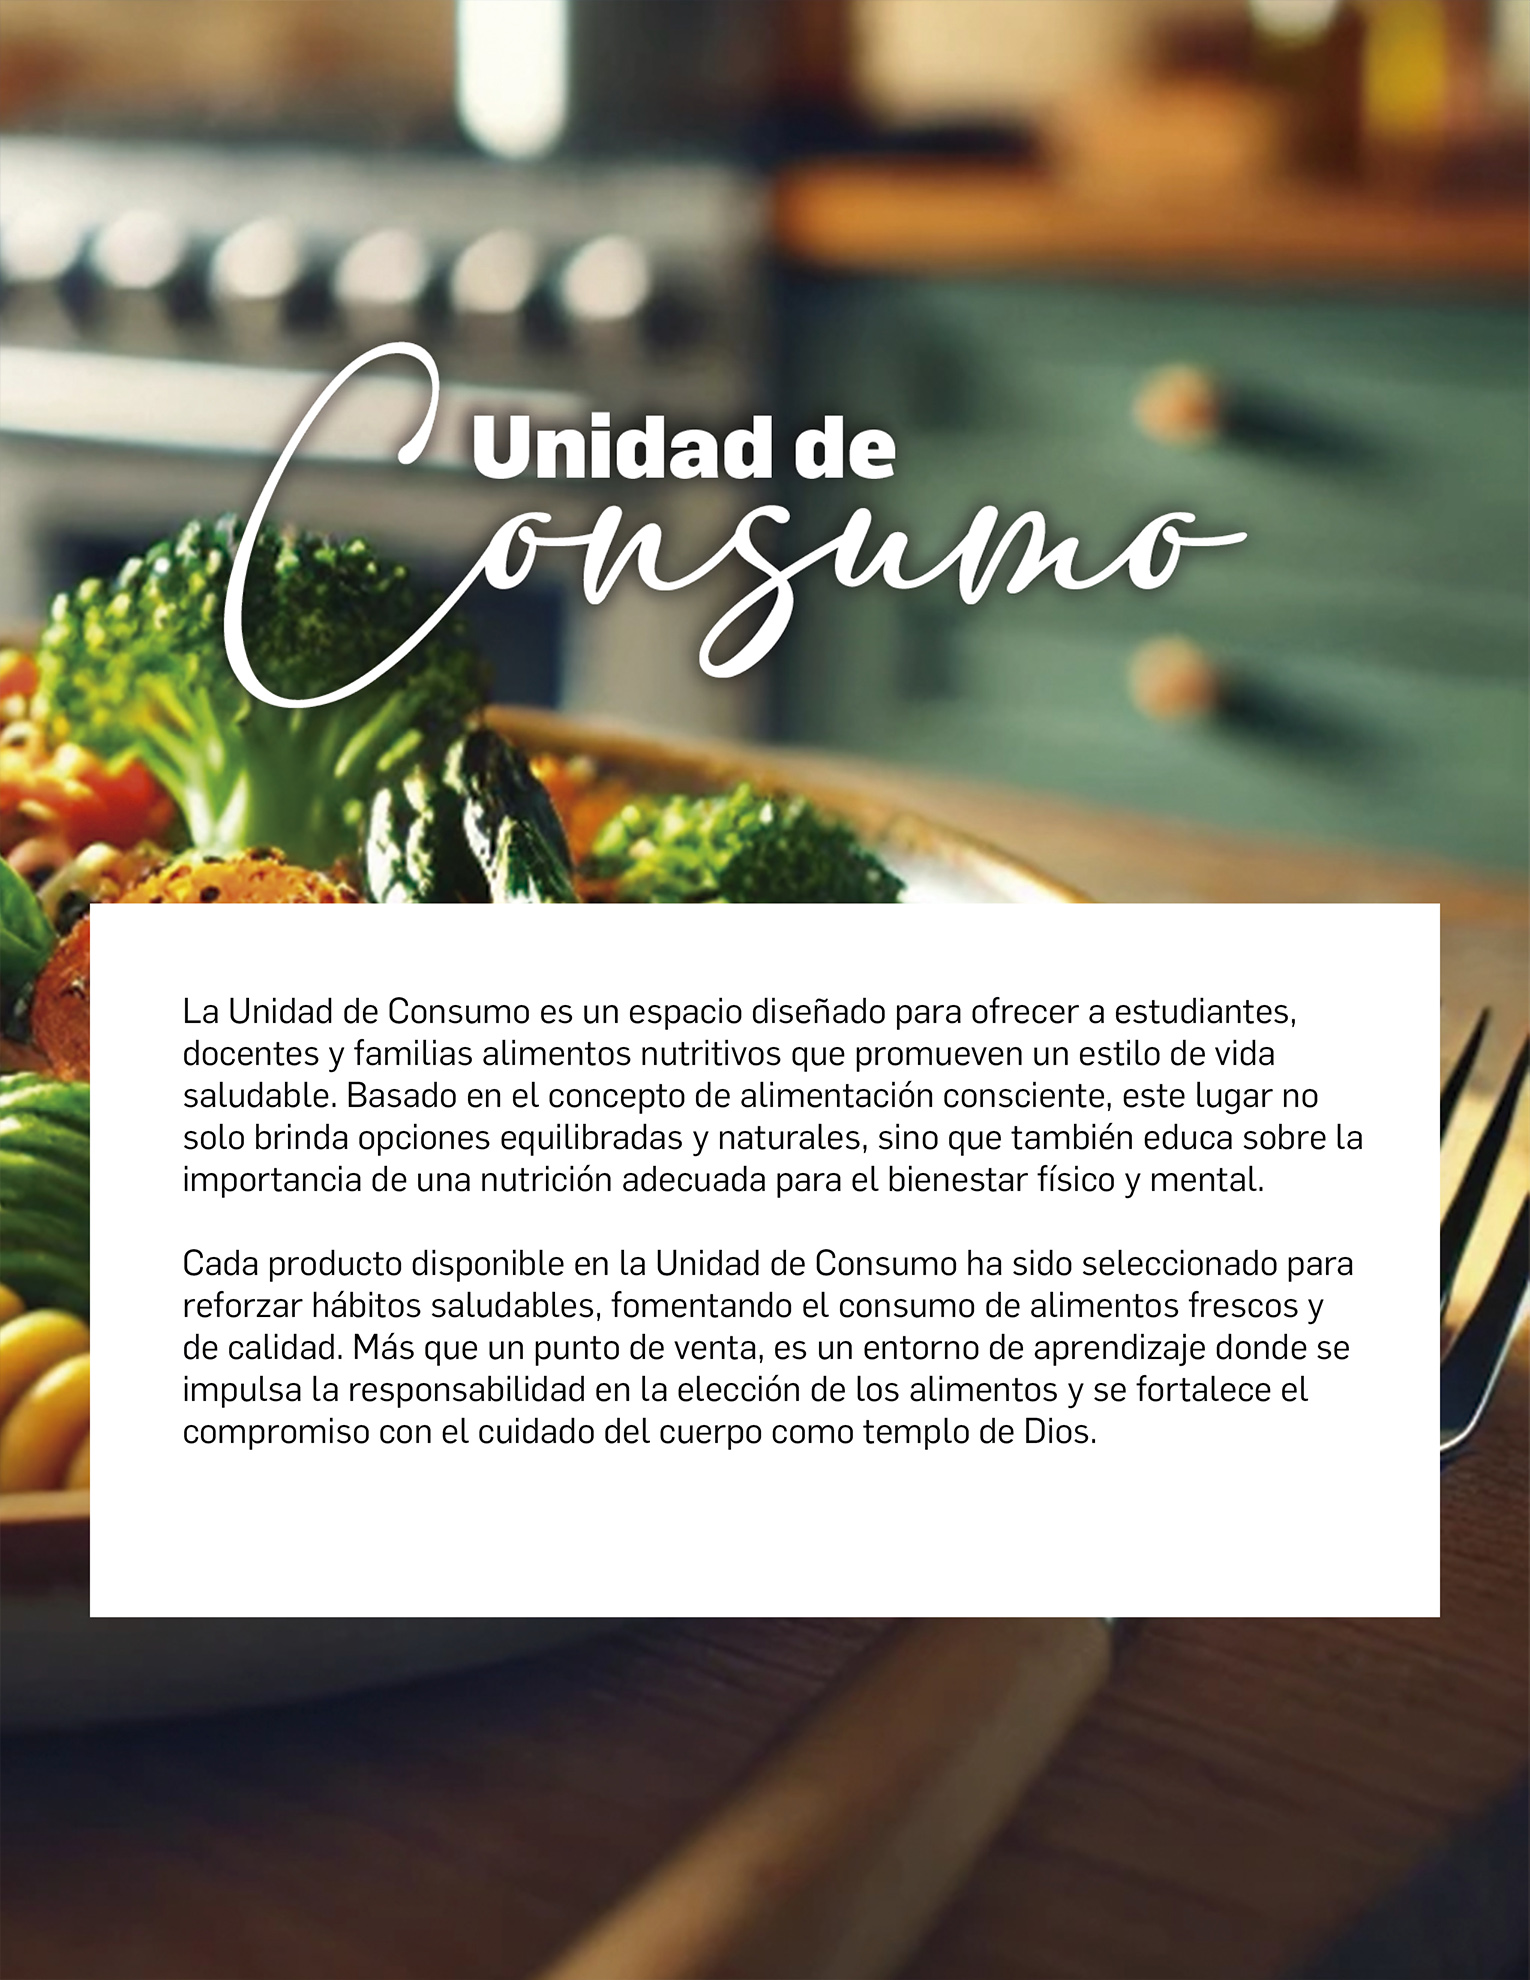 Unidad de
Consumo
La Unidad de Consumo es un espacio diseñado para ofrecer a estudiantes,
docentes y familias alimentos nutritivos que promueven un estilo de vida
saludable. Basado en el concepto de alimentación consciente, este lugar no
solo brinda opciones equilibradas y naturales, sino que también educa sobre la
importancia de una nutrición adecuada para el bienestar físico y mental.
Cada producto disponible en la Unidad de Consumo ha sido seleccionado para
reforzar hábitos saludables, fomentando el consumo de alimentos frescos y
de calidad. Más que un punto de venta, es un entorno de aprendizaje donde se
impulsa la responsabilidad en la elección de los alimentos y se fortalece el
compromiso con el cuidado del cuerpo como templo de Dios.